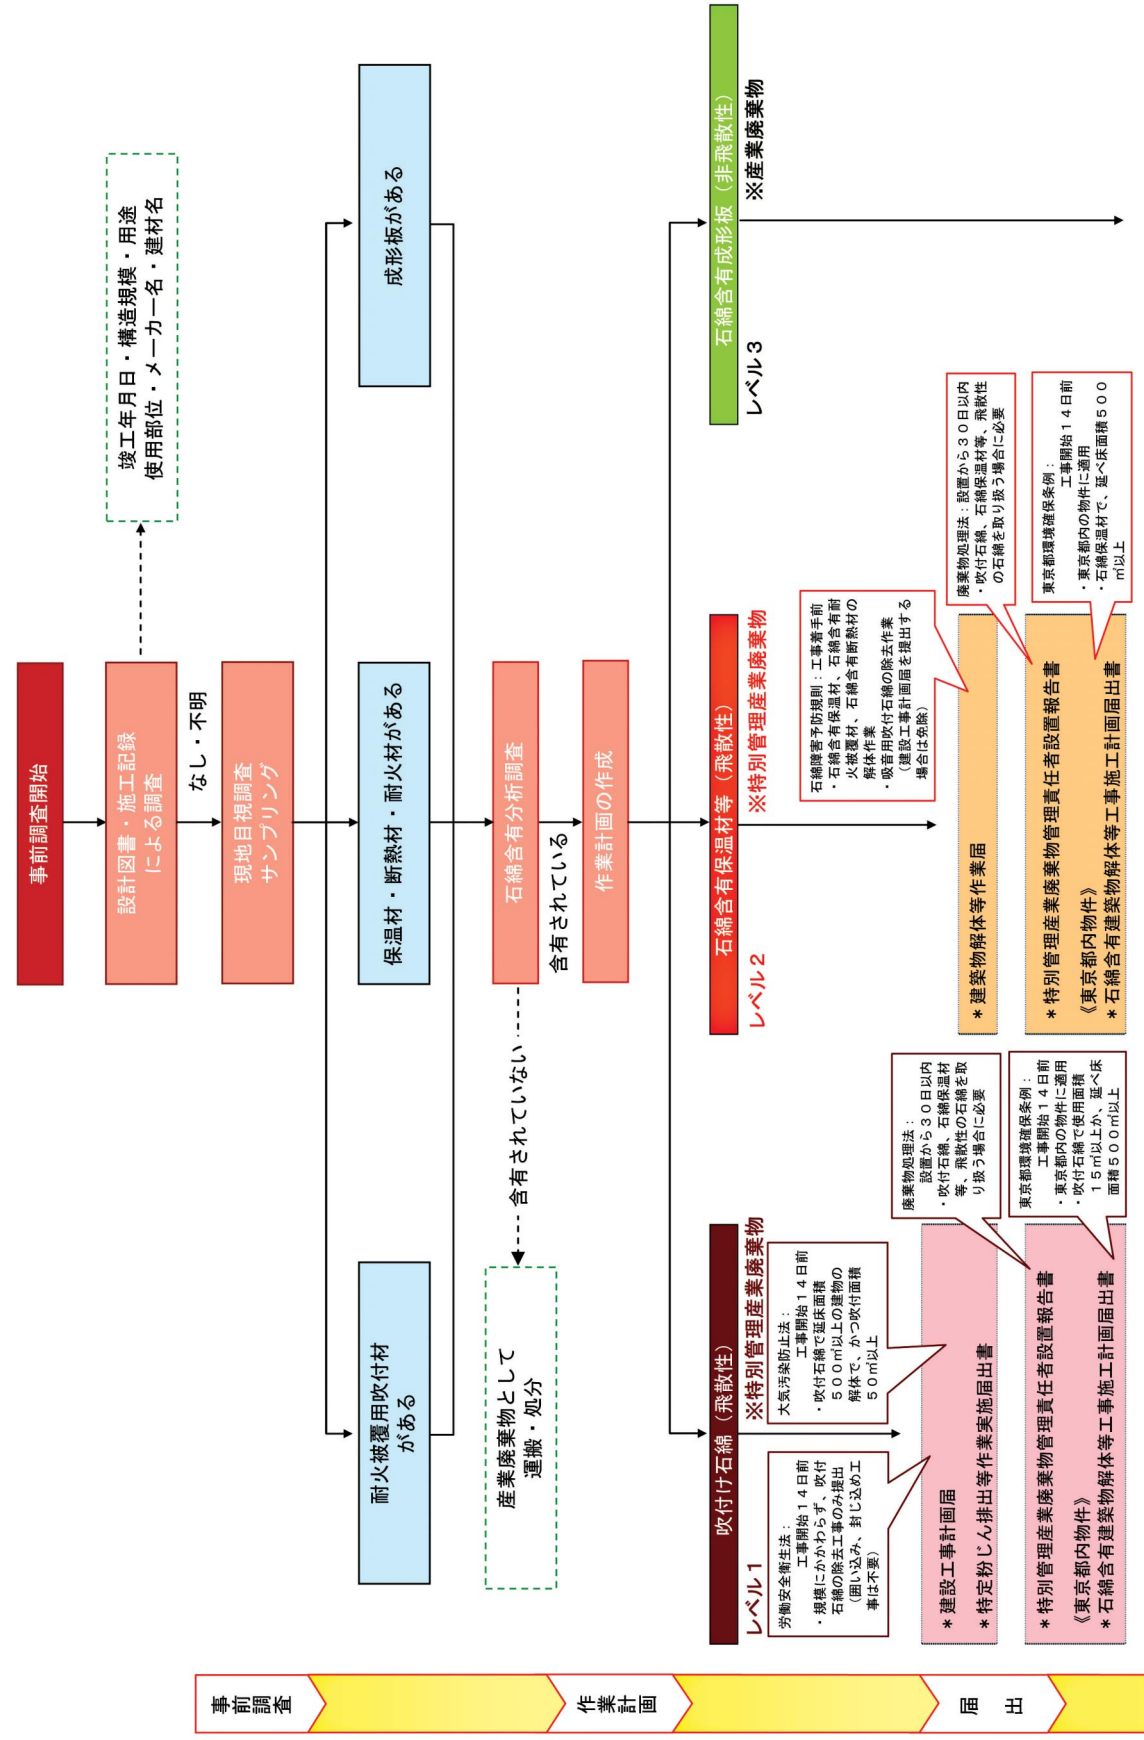 事前調査開始
設計図書・施工記録
による調査
竣工年月日・構造規模・用途
使用部位・メーカー名・建材名
なし・不明
現地目視調査
サンプリング
耐火被覆用吹付材
がある
保温材・断熱材・耐火材がある
成形板がある
石綿含有分析調査
含有されていない
産業廃棄物として
運搬・処分
含有されている
作業計画の作成
吹付け石綿（飛散性）
レベル１
※特別管理産業廃棄物
石綿含有保温材等（飛散性）
レベル２
※特別管理産業廃棄物
石綿含有成形板（非飛散性）
レベル３
※産業廃棄物
労働安全衛生法：
工事開始１４日前
・規模にかかわらず、吹付
石綿の除去工事のみ提出
（囲い込み、封じ込め工
事は不要）
大気汚染防止法：
工事開始１４日前
・吹付石綿で延床面積
５００㎡以上の建物の
解体で、かつ吹付面積
５０㎡以上
＊建設工事計画届
＊特定粉じん排出等作業実施届出書
廃棄物処理法：
設置から３０日以内
・吹付石綿、石綿保温材
等、飛散性の石綿を取
り扱う場合に必要
＊特別管理産業廃棄物管理責任者設置報告書
《東京都内物件》
＊石綿含有建築物解体等工事施工計画届出書
東京都環境確保条例：
工事開始１４日前
・東京都内の物件に適用
・吹付石綿で使用面積
１５㎡以上か、延べ床
面積５００㎡以上
石綿障害予防規則：工事着手前
・石綿含有保温材、石綿含有耐
火被覆材、石綿含有断熱材の
解体作業
・吸音用吹付石綿の除去作業
（建設工事計画届を提出する
場合は免除）
＊建築物解体等作業届
廃棄物処理法：設置から３０日以内
・吹付石綿、石綿保温材等、飛散性
の石綿を取り扱う場合に必要
＊特別管理産業廃棄物管理責任者設置報告書
《東京都内物件》
＊石綿含有建築物解体等工事施工計画届出書
東京都環境確保条例：
工事開始１４日前
・東京都内の物件に適用
・石綿保温材で、延べ床面積５００
㎡以上
事前
調査
作業
計画
届出